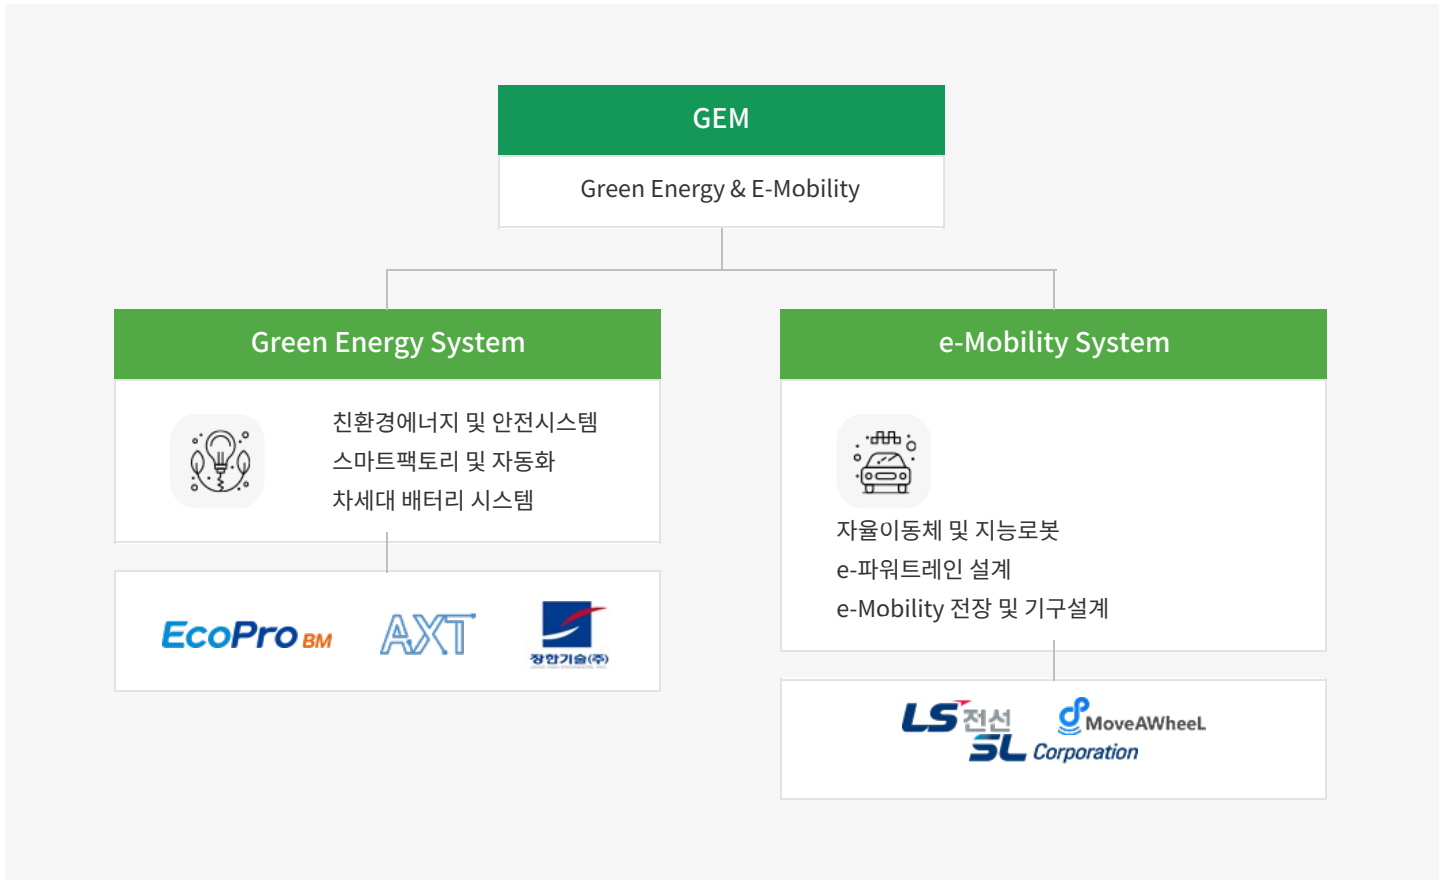 GEM
Green Energy & E-Mobility
Green Energy System
친환경에너지 및 안전시스템
스마트팩토리 및 자동화
차세대 배터리 시스템
EcoPro BM
AXT
장한기술(주)
e-Mobility System
자율이동체 및 지능로봇
e-파워트레인 설계
e-Mobility 전장 및 기구설계
LS전선
MoveAWheeL
SL Corporation